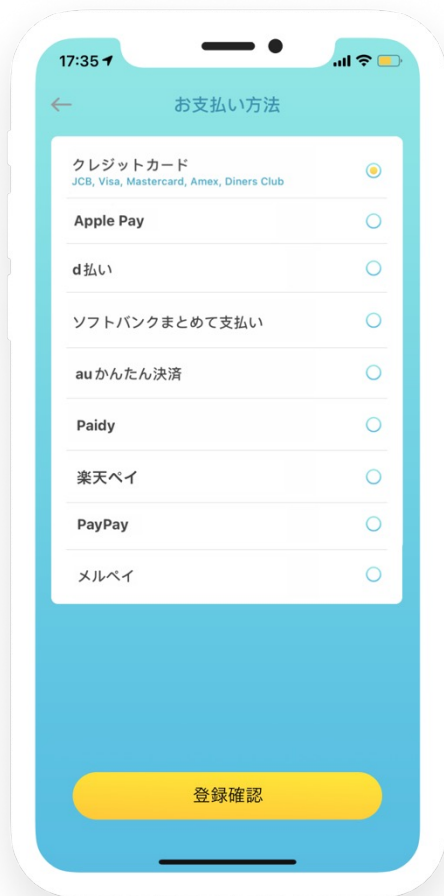 17:35
お支払い方法
クレジットカード
JCB, Visa, Mastercard, Amex, Diners Club
Apple Pay
d払い
ソフトバンクまとめて支払い
auかんたん決済
Paidy
楽天ペイ
PayPay
メルペイ
登録確認